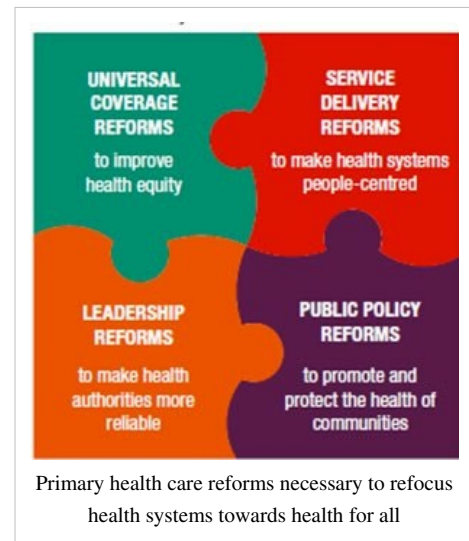 UNIVERSAL
COVERAGE
REFORMS
to improve
health equity
SERVICE
DELIVERY
REFORMS
to make health systems
people-centred
LEADERSHIP
REFORMS
to make health
authorities more
reliable
PUBLIC POLICY
REFORMS
to promote and
protect the health of
communities
Primary health care reforms necessary to refocus
health systems towards health for all